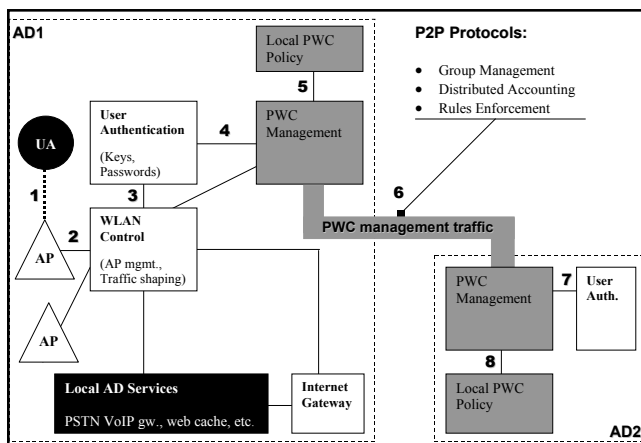 AD1
Local PWC
Policy
P2P Protocols:
• Group Management
• Distributed Accounting
• Rules Enforcement
5
User
Authentication
(Keys,
Passwords)
4
PWC
Management
UA
1
3
6
2
WLAN
Control
(AP mgmt.,
Traffic shaping)
AP
PWC management traffic
AP
PWC
Management
7
User
Auth.
8
Local AD Services
PSTN VoIP gw., web cache, etc.
Internet
Gateway
Local PWC
Policy
AD2